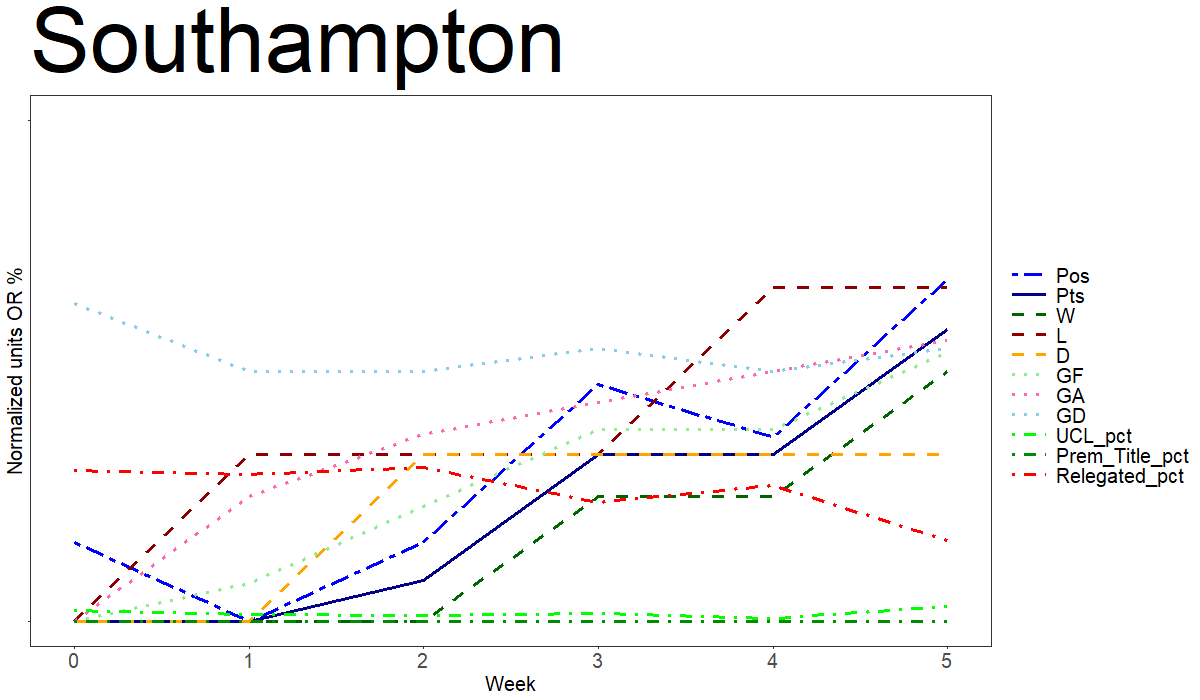 Southampton
Normalized units OR %
0 1 2 3 4 5
Week
Pos
Pts
W
L
D
GF
GA
GD
UCL_pct
Prem_Title_pct
Relegated_pct